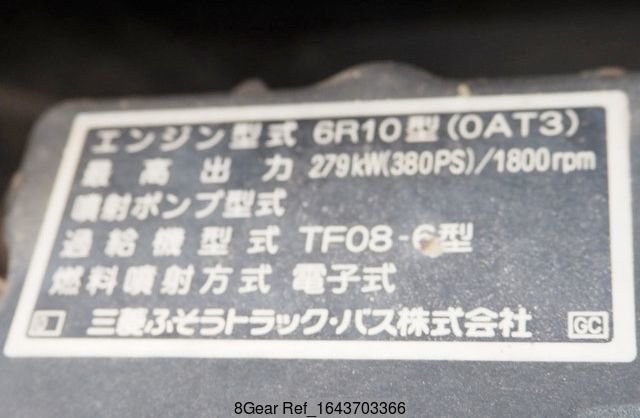 エンジン型式 6R10型(0AT3)
最高出力 279kW(380PS)/1800rpm
噴射ポンプ型式
過給機型式 TF08-6型
燃料噴射方式 電子式
三菱ふそうトラック・バス株式会社 GC
8Gear Ref_1643703366